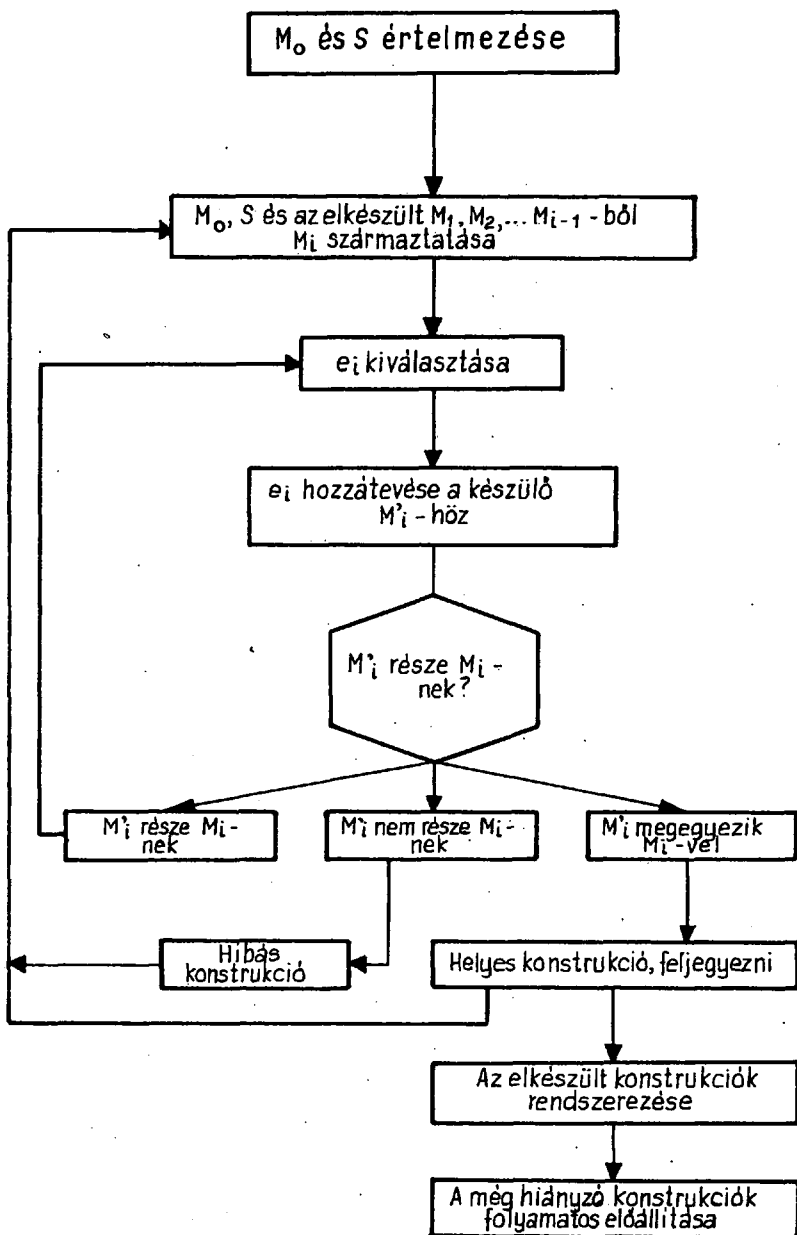 M₀ és S értelmezése
M₀, S és az elkészült M₁, M₂,... Mᵢ₋₁ - ből
Mᵢ származtatása
eᵢ kiválasztása
eᵢ hozzátevése a készülő
M'ᵢ - höz
M'ᵢ része Mᵢ -
nek?
M'ᵢ része Mᵢ -
nek
M'ᵢ nem része Mᵢ -
nek
M'ᵢ megegyezik
Mᵢ -vel
Hibás
konstrukció
Helyes konstrukció, feljegyezni
Az elkészült konstrukciók
rendszerezése
A még hiányzó konstrukciók
folyamatos előállítása